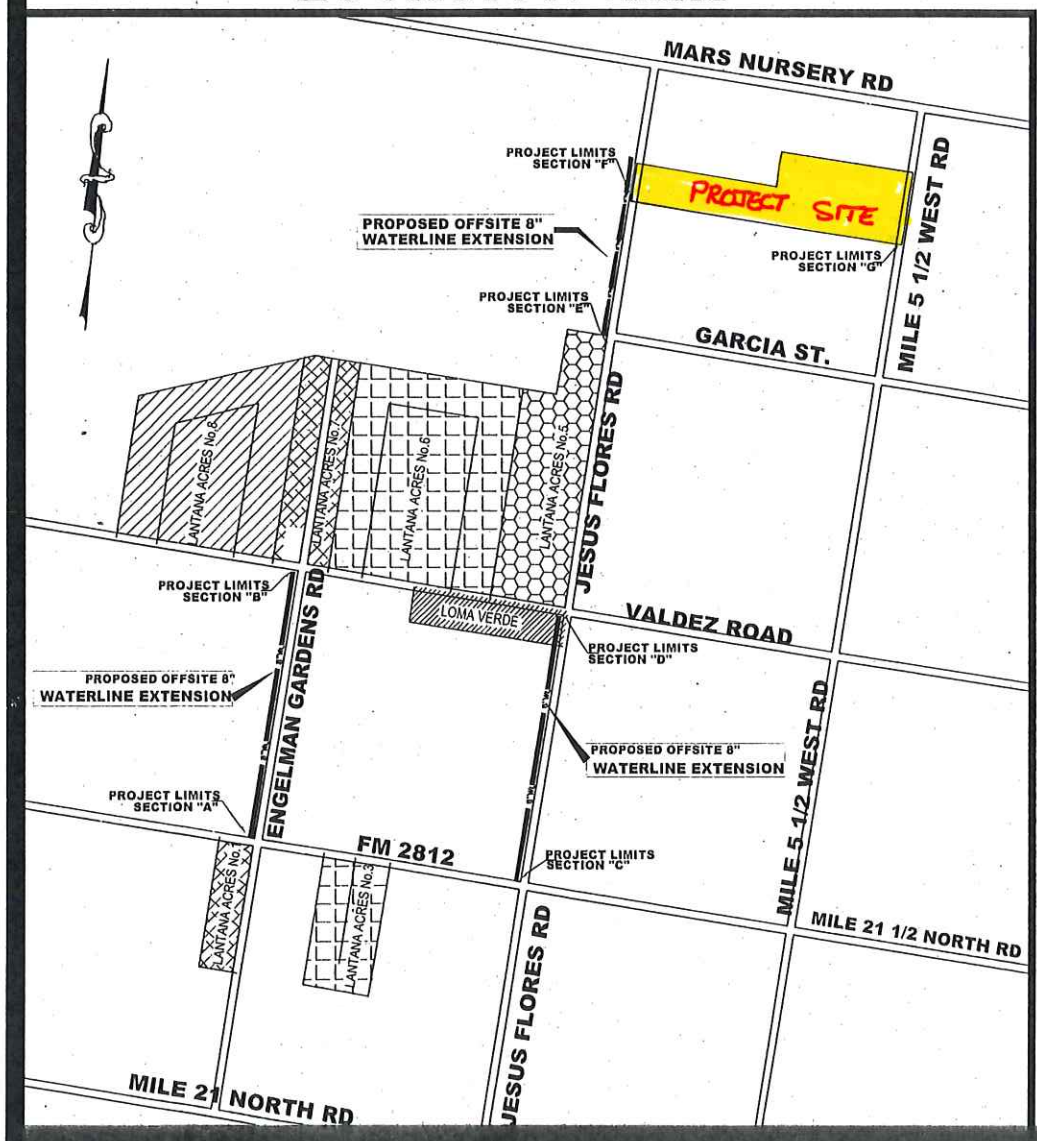 MARS NURSERY RD
PROJECT LIMITS
SECTION "F"
PROJECT SITE
MILE 5 1/2 WEST RD
PROPOSED OFFSITE 8"
WATERLINE EXTENSION
PROJECT LIMITS
SECTION "G"
PROJECT LIMITS
SECTION "E"
GARCIA ST.
JESUS FLORES RD
LANTANA ACRES No.8
LANTANA ACRES No.6
LANTANA ACRES No.5
PROJECT LIMITS
SECTION "B"
LOMA VERDE
VALDEZ ROAD
PROJECT LIMITS
SECTION "D"
ENGELMAN GARDENS RD
PROPOSED OFFSITE 8"
WATERLINE EXTENSION
PROPOSED OFFSITE 8"
WATERLINE EXTENSION
MILE 5 1/2 WEST RD
PROJECT LIMITS
SECTION "A"
FM 2812
PROJECT LIMITS
SECTION "C"
LANTANA ACRES No.1
LANTANA ACRES No.3
MILE 21 1/2 NORTH RD
JESUS FLORES RD
MILE 21 NORTH RD